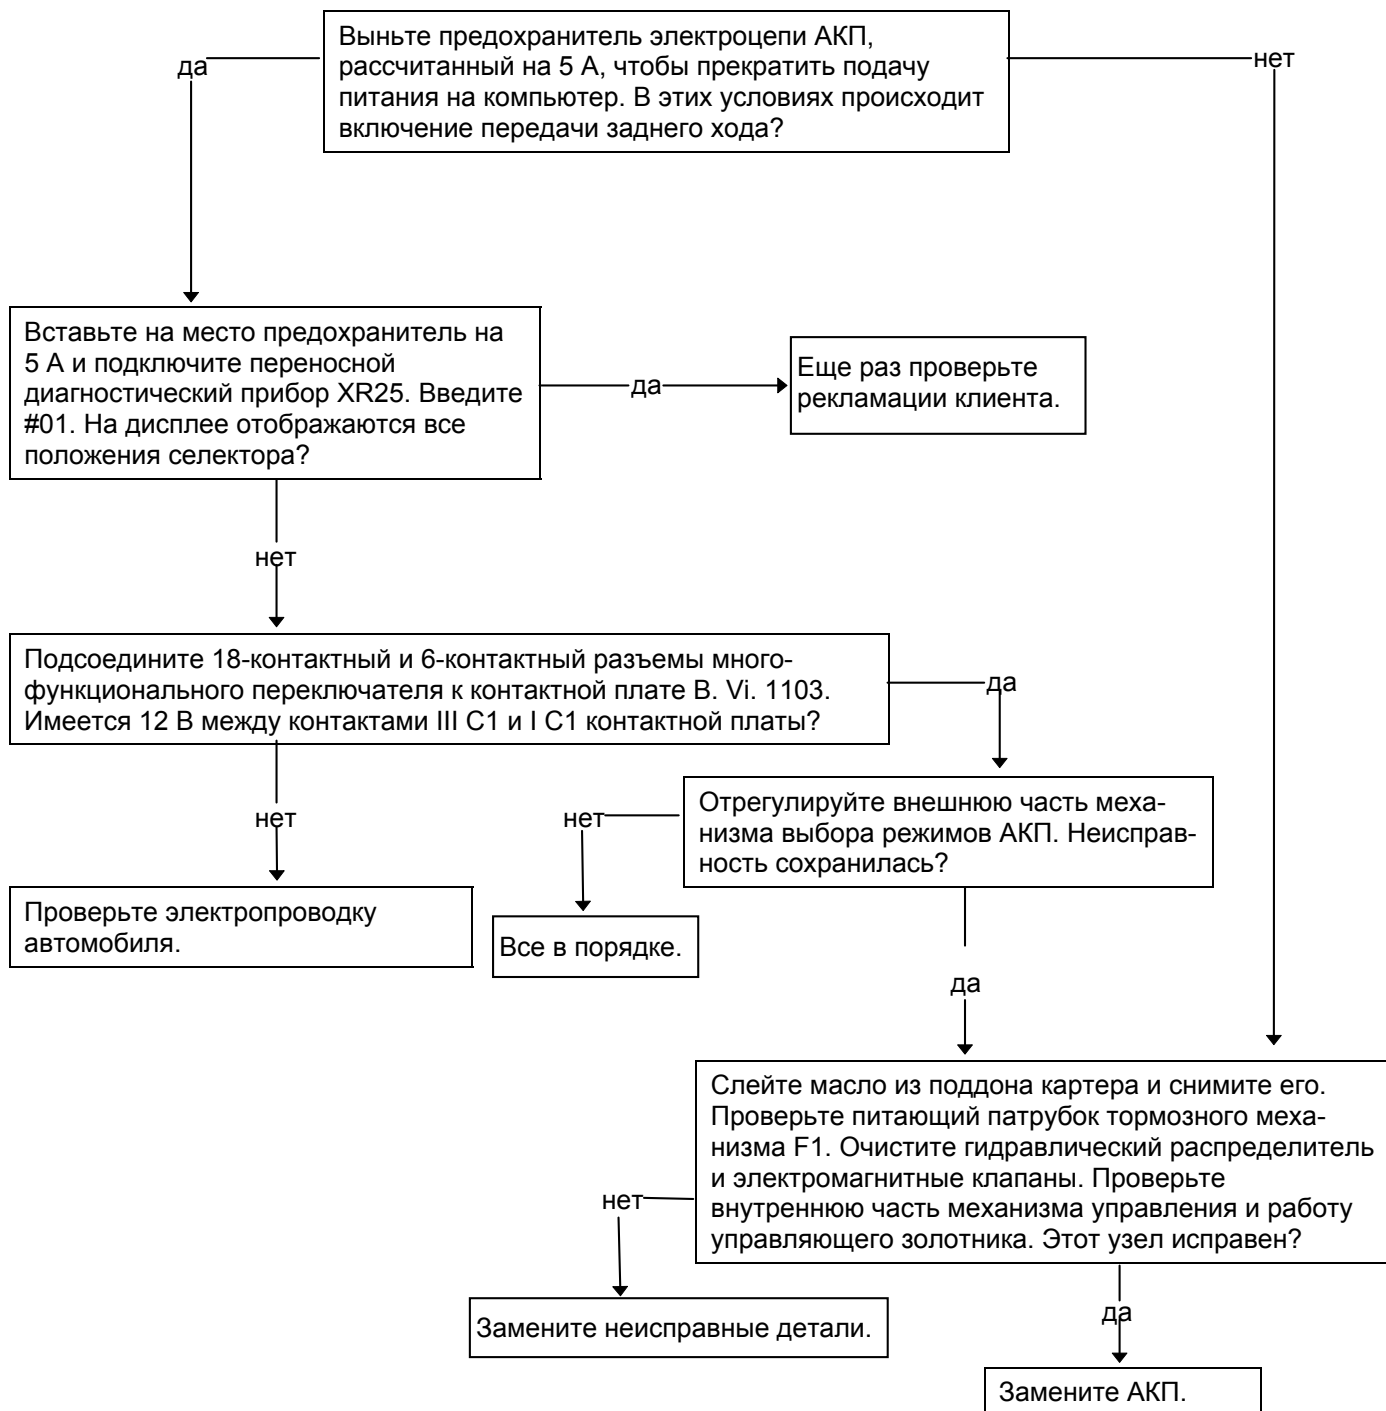 Выньте предохранитель электроцепи АКП,
рассчитанный на 5 А, чтобы прекратить подачу
питания на компьютер. В этих условиях происходит
включение передачи заднего хода?
да
нет
Вставьте на место предохранитель на
5 А и подключите переносной
диагностический прибор XR25. Введите
#01. На дисплее отображаются все
положения селектора?
да
Еще раз проверьте
рекламации клиента.
нет
Подсоедините 18-контактный и 6-контактный разъемы много-
функционального переключателя к контактной плате B. Vi. 1103.
Имеется 12 В между контактами III C1 и I C1 контактной платы?
да
нет
Отрегулируйте внешнюю часть меха-
низма выбора режимов АКП. Неисправ-
ность сохранилась?
нет
Проверьте электропроводку
автомобиля.
Все в порядке.
да
Слейте масло из поддона картера и снимите его.
Проверьте питающий патрубок тормозного меха-
низма F1. Очистите гидравлический распределитель
и электромагнитные клапаны. Проверьте
внутреннюю часть механизма управления и работу
управляющего золотника. Этот узел исправен?
нет
Замените неисправные детали.
да
Замените АКП.